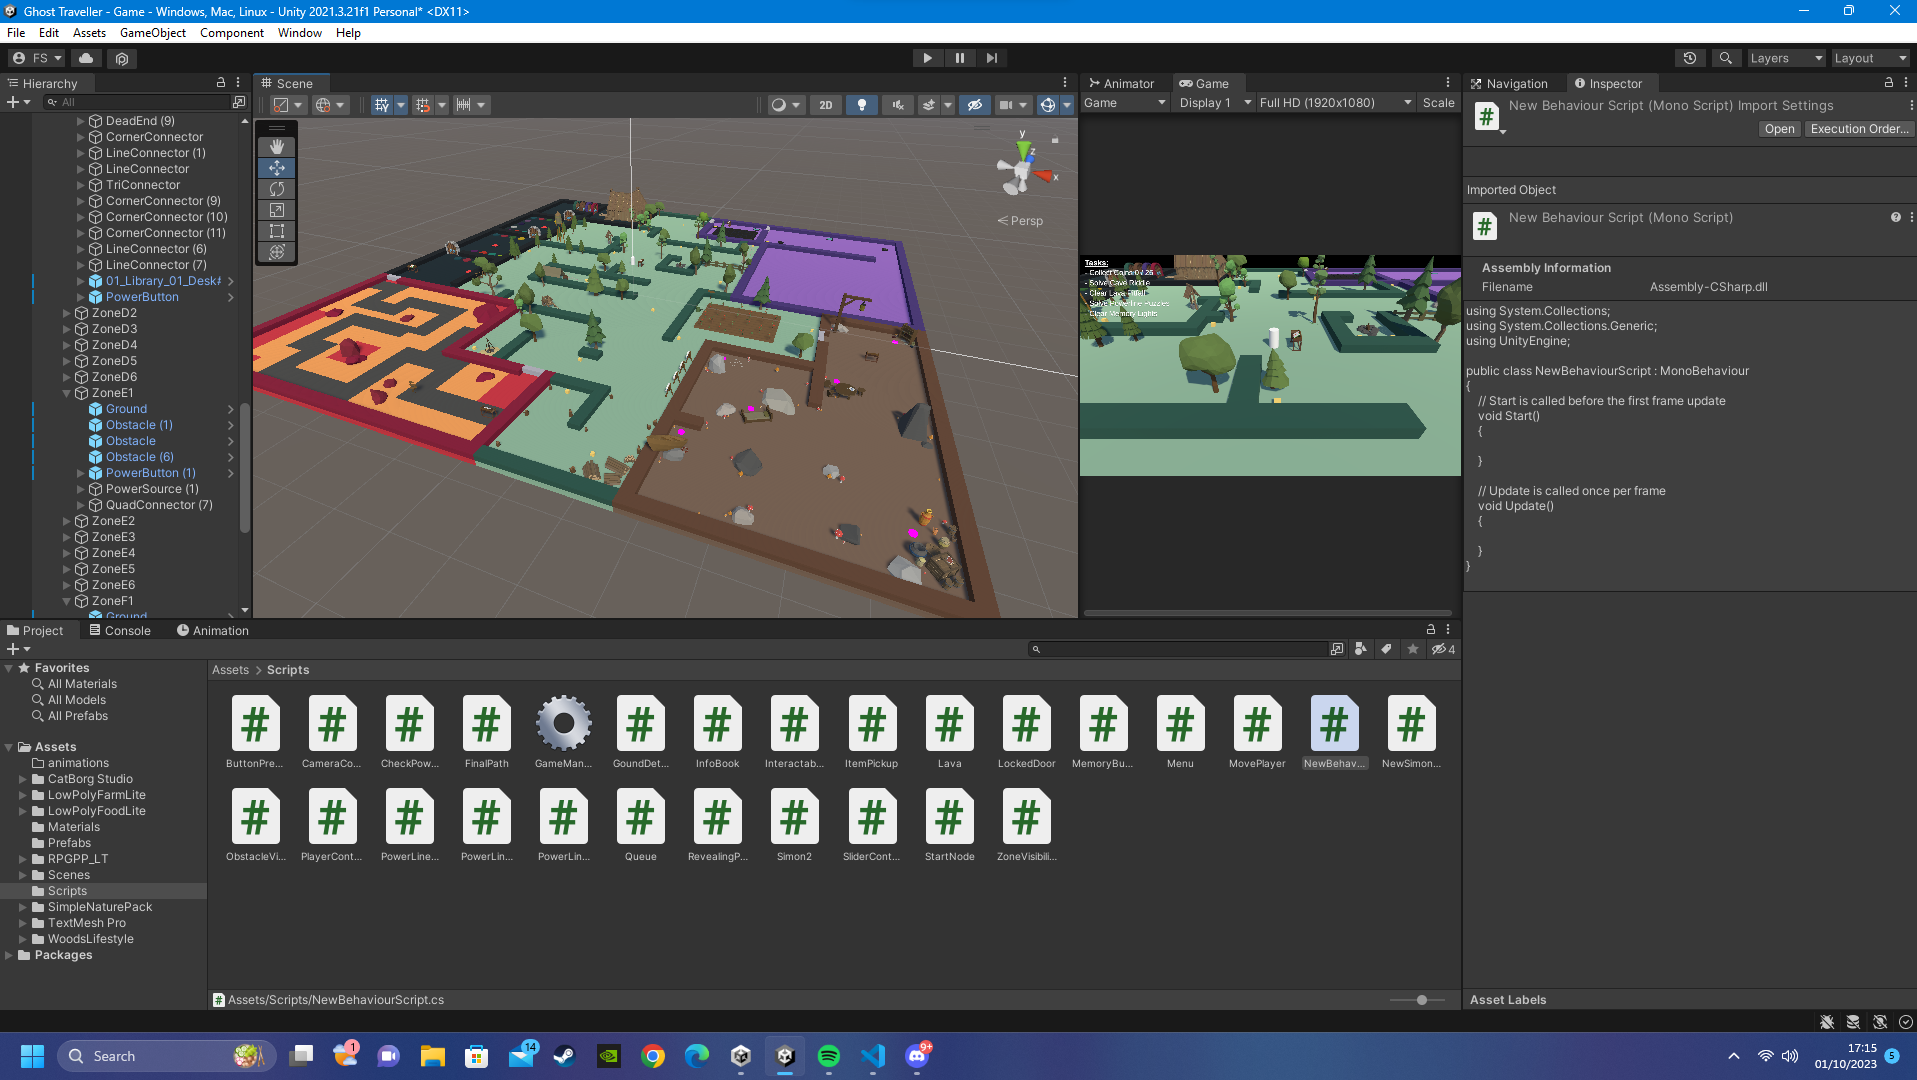 Ghost Traveller - Game - Windows, Mac, Linux - Unity 2021.3.21f1 Personal* <DX11>
File Edit Assets GameObject Component Window Help
FS
Layers
Layout
Hierarchy
All
DeadEnd (9)
CornerConnector
LineConnector (1)
LineConnector
TriConnector
CornerConnector (9)
CornerConnector (10)
CornerConnector (11)
LineConnector (6)
LineConnector (7)
01_Library_01_Desk#
PowerButton
ZoneD2
ZoneD3
ZoneD4
ZoneD5
ZoneD6
ZoneE1
Ground
Obstacle (1)
Obstacle
Obstacle (6)
PowerButton (1)
PowerSource (1)
QuadConnector (7)
ZoneE2
ZoneE3
ZoneE4
ZoneE5
ZoneE6
ZoneF1
Ground
Scene
2D
y
z
x
Persp
Animator
Game
Game
Display 1
Full HD (1920x1080)
Scale
Tasks:
- Collect Coins 0 / 26
- Solve Cave Riddle
- Solve Powerline Puzzles
- Clear Memory Lights
Navigation
Inspector
New Behaviour Script (Mono Script) Import Settings
Open
Execution Order...
Imported Object
New Behaviour Script (Mono Script)
Assembly Information
Filename Assembly-CSharp.dll
using System.Collections;
using System.Collections.Generic;
using UnityEngine;
public class NewBehaviourScript : MonoBehaviour
{
// Start is called before the first frame update
void Start()
{
}
// Update is called once per frame
void Update()
{
}
}
Asset Labels
Project
Console
Animation
4
Favorites
All Materials
All Models
All Prefabs
Assets
animations
CatBorg Studio
LowPolyFarmLite
LowPolyFoodLite
Materials
Prefabs
RPGPP_LT
Scenes
Scripts
SimpleNaturePack
TextMesh Pro
WoodsLifestyle
Packages
Assets > Scripts
ButtonPre... CameraCo... CheckPow... FinalPath GameMan... GoundDet... InfoBook Interactab... ItemPickup Lava LockedDoor MemoryBu... Menu MovePlayer NewBehav... NewSimon...
ObstacleVi... PlayerCont... PowerLine... PowerLin... PowerLin... Queue RevealingP... Simon2 SliderCont... StartNode ZoneVisibili...
Assets/Scripts/NewBehaviourScript.cs
Search
1
14
9+
17:15
01/10/2023
5